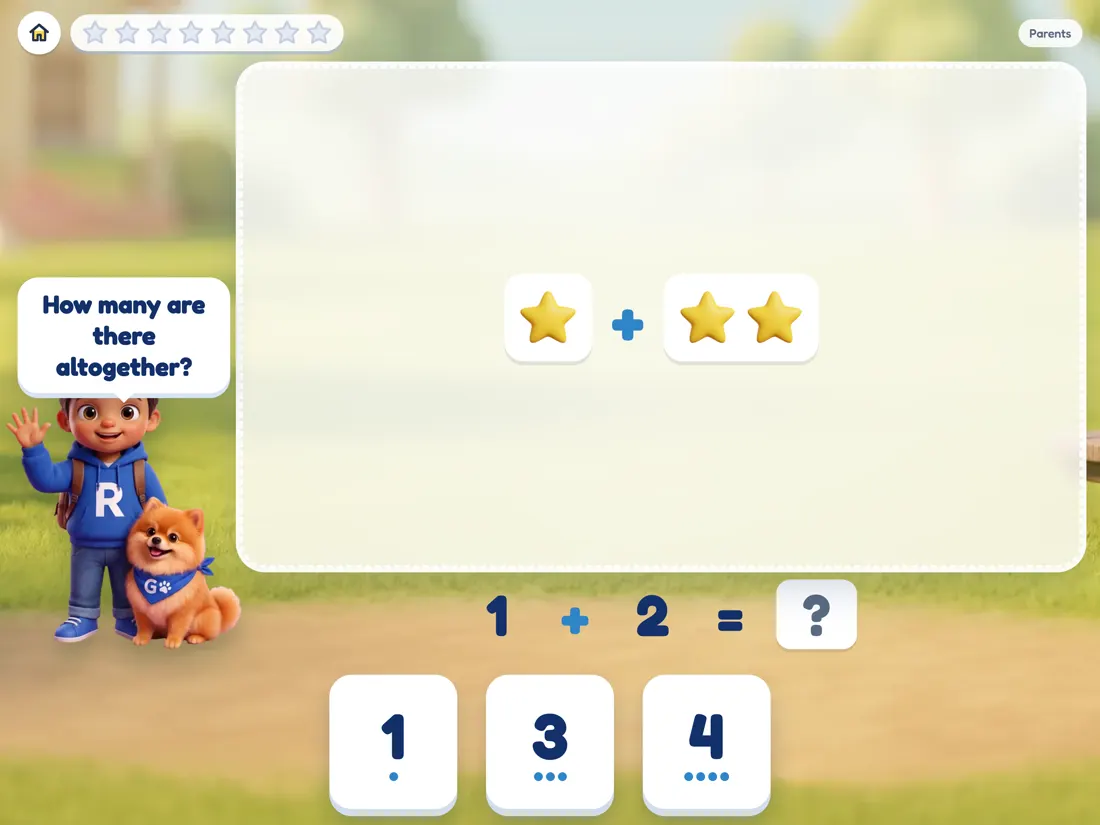 Parents
How many are
there
altogether?
R
G
1 + 2 = ?
1 3 4